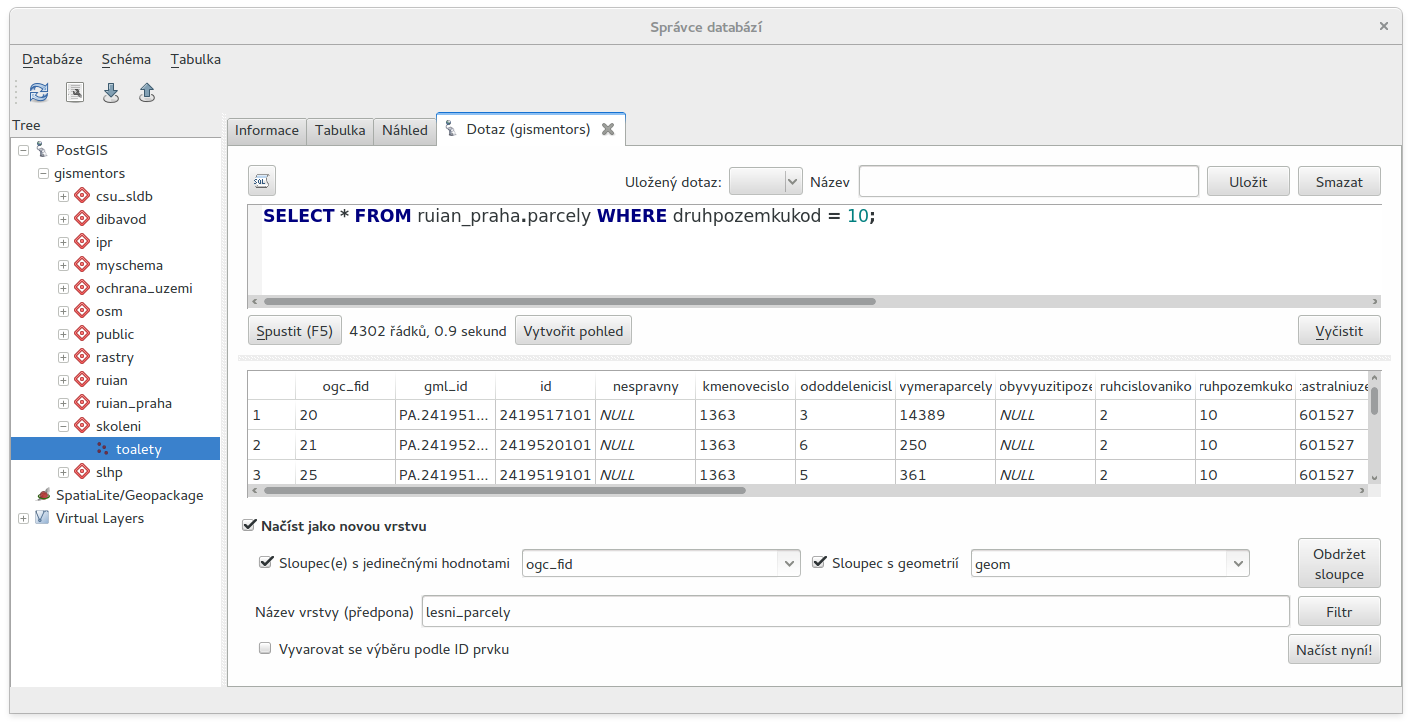 Správce databází
Databáze Schéma Tabulka
Tree
PostGIS
gismentors
csu_sldb
dibavod
ipr
myschema
ochrana_uzemi
osm
public
rastry
ruian
ruian_praha
skoleni
toalety
slhp
SpatiaLite/Geopackage
Virtual Layers
Informace Tabulka Náhled Dotaz (gismentors)
SQL Uložený dotaz: Název Uložit Smazat
SELECT * FROM ruian_praha.parcely WHERE druhpozemkukod = 10;
Spustit (F5) 4302 řádků, 0.9 sekund Vytvořit pohled Vyčistit
ogc_fid gml_id id nespravny kmenovecislo ododdelenicisl vymeraparcely obyvyuzitipoze ruhcislovaniko ruhpozemkuko :astralniuze
1 20 PA.241951... 2419517101 NULL 1363 3 14389 NULL 2 10 601527
2 21 PA.241952... 2419520101 NULL 1363 6 250 NULL 2 10 601527
3 25 PA.241951... 2419519101 NULL 1363 5 361 NULL 2 10 601527
Načíst jako novou vrstvu
Sloupec(e) s jedinečnými hodnotami ogc_fid Sloupec s geometrií geom Obdržet
sloupce
Název vrstvy (předpona) lesni_parcely Filtr
Vyvarovat se výběru podle ID prvku Načíst nyní!